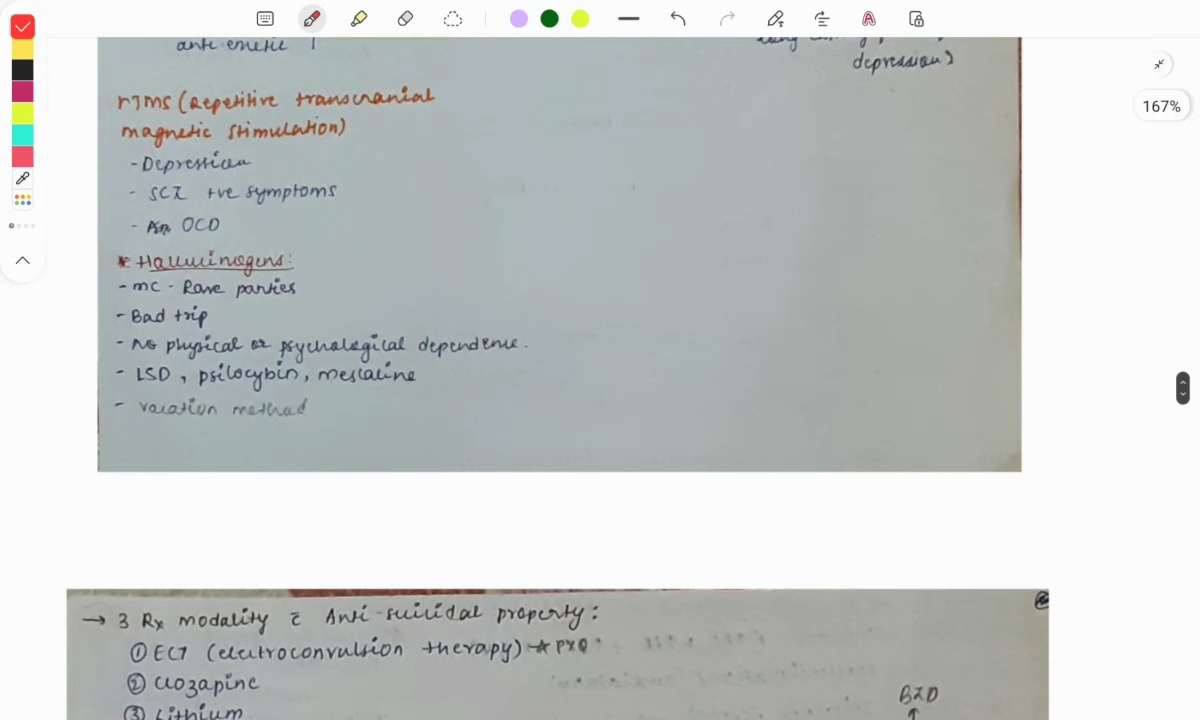 167%
anti emetic
depression)
rTMS (Repetitive transcranial
magnetic stimulation)
- Depression
- SCZ +ve symptoms
- OCD
* Hallucinogens:
- mc - Rave parties
- Bad trip
- No physical or psychological dependence.
- LSD, psilocybin, mescaline
- vacation method
→ 3 Rx modality c̄ Anti-suicidal property:
① ECT (electroconvulsion therapy) ★ PYQ
② Clozapine
③ Lithium
BZD